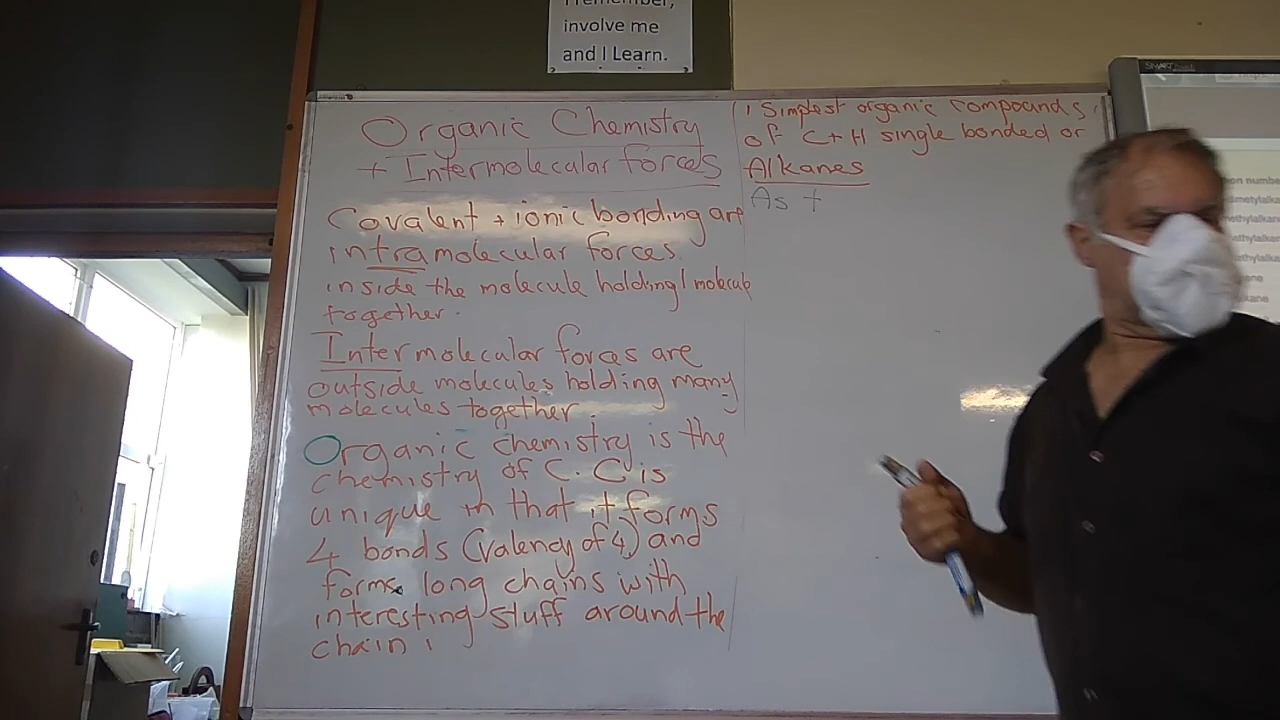 I remember,
involve me
and I Learn.
Organic Chemistry
+ Intermolecular forces
Covalent + ionic bonding are
intramolecular forces.
inside the molecule holding 1 molecule
together.
Intermolecular forces are
outside molecules holding many
molecules together.
Organic chemistry is the
chemistry of C. C is
unique in that it forms
4 bonds (valency of 4) and
forms long chains with
interesting stuff around the
chain.
Simplest organic compounds,
of C + H single bonded or
Alkanes
As t
SMART